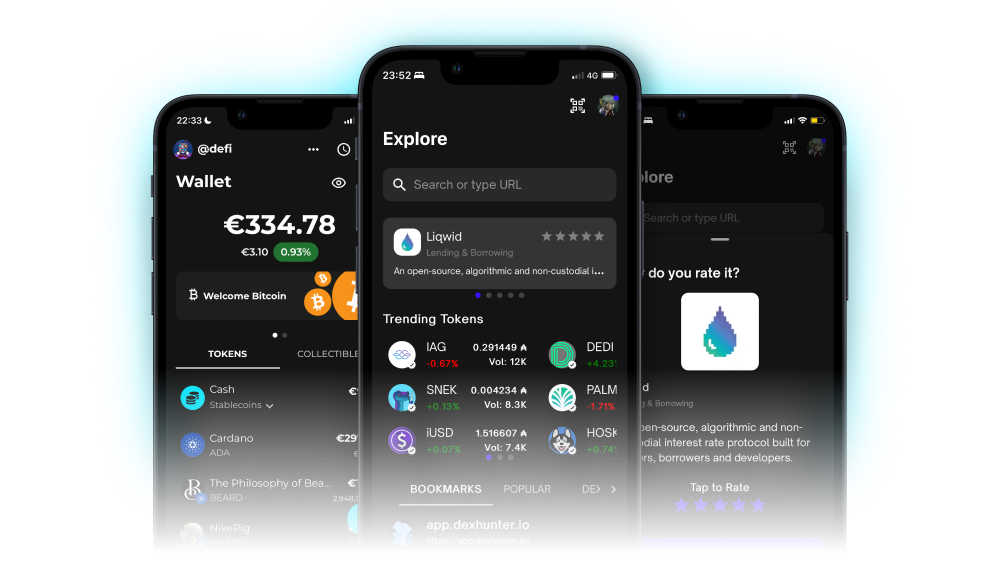 22:33
@defi
Wallet
€334.78
€3.10 0.93%
Welcome Bitcoin
TOKENS COLLECTIBLE
Cash
Stablecoins
Cardano
ADA
The Philosophy of Bea...
BEARD
NikePig
23:52 4G
Explore
Search or type URL
Liqwid
Lending & Borrowing
An open-source, algorithmic and non-custodial i...
Trending Tokens
IAG 0.291449 ₳ DEDI
-0.67% Vol: 12K +4.23
SNEK 0.004234 ₳ PALM
+0.13% Vol: 8.3K -1.71%
iUSD 1.516607 ₳ HOSK
+0.07% Vol: 7.4K +0.74
BOOKMARKS POPULAR DE
app.dexhunter.io
https://app.dexhunter.io/
lore
Search or type URL
do you rate it?
d
g & Borrowing
pen-source, algorithmic and non-
odial interest rate protocol built for
ers, borrowers and developers.
Tap to Rate